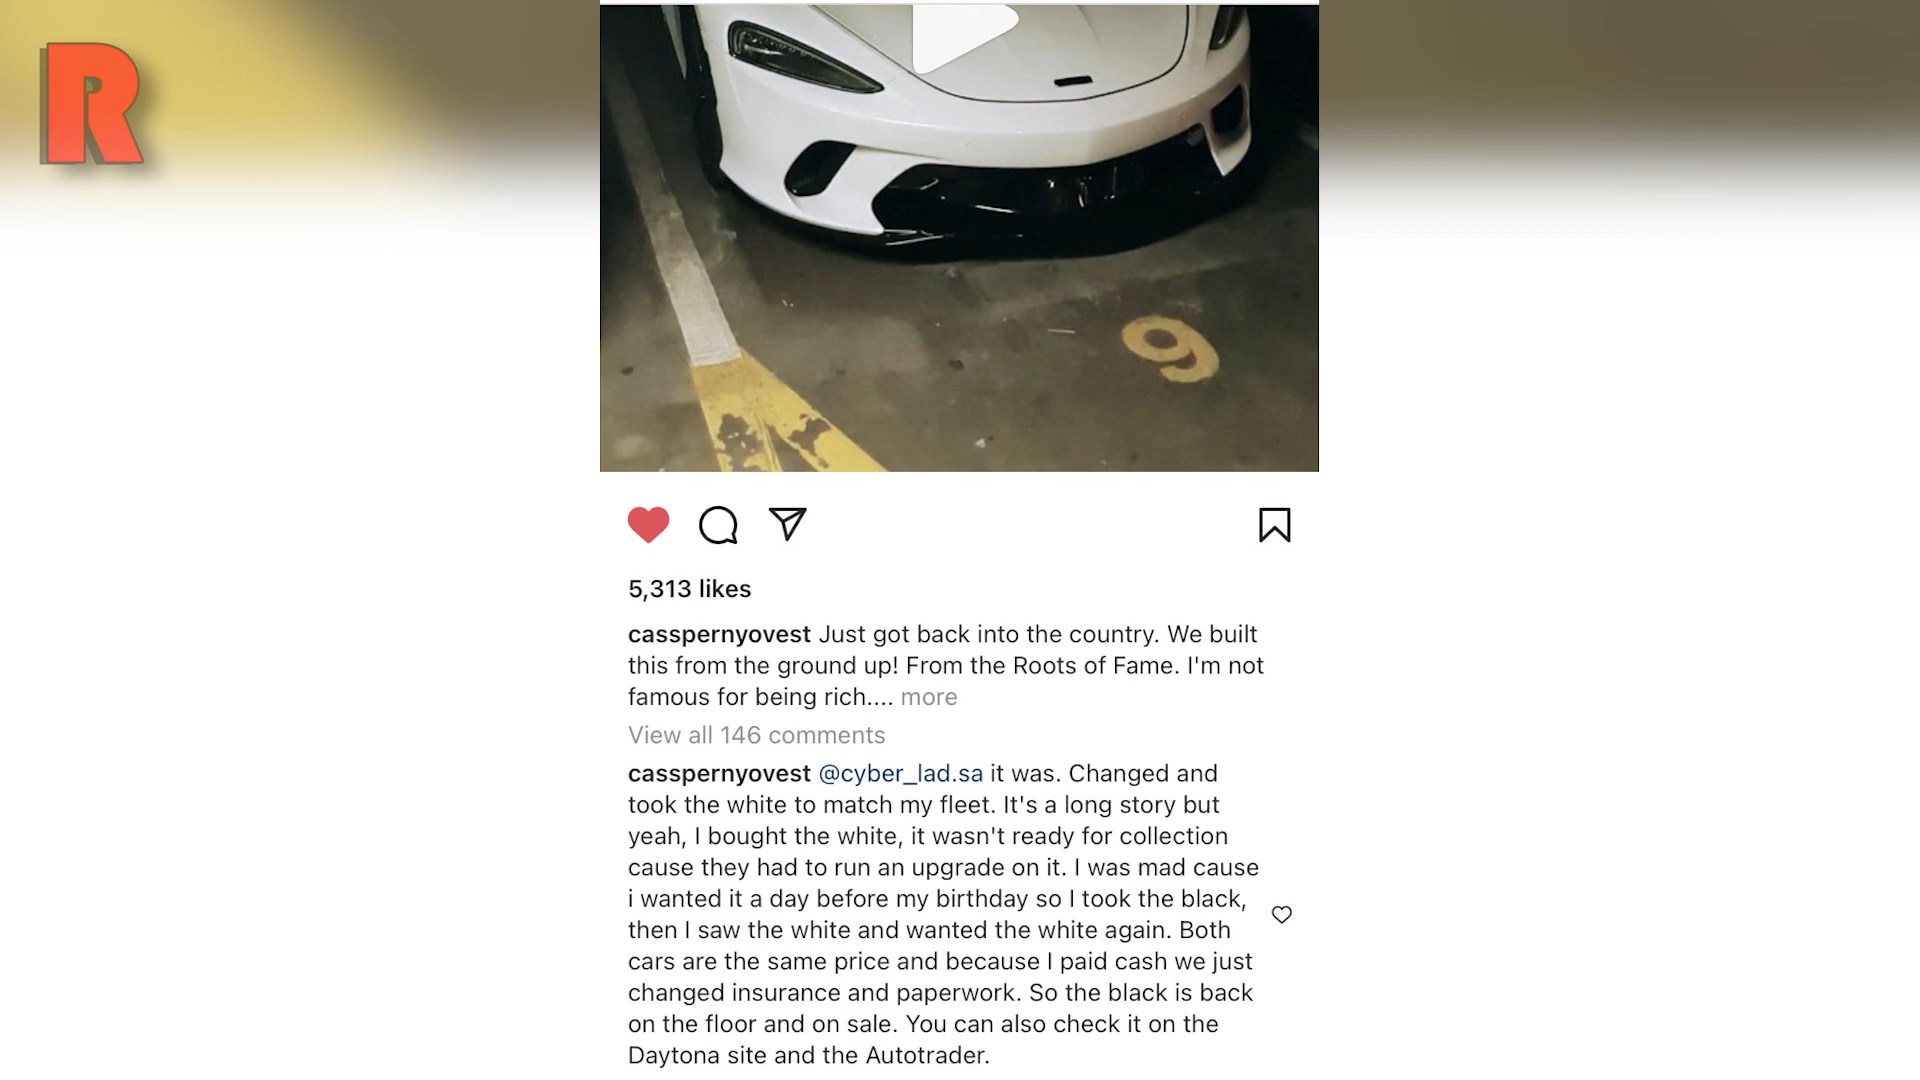 R
9
5,313 likes
casspernyovest Just got back into the country. We built
this from the ground up! From the Roots of Fame. I'm not
famous for being rich.... more
View all 146 comments
casspernyovest @cyber_lad.sa it was. Changed and
took the white to match my fleet. It's a long story but
yeah, I bought the white, it wasn't ready for collection
cause they had to run an upgrade on it. I was mad cause
i wanted it a day before my birthday so I took the black,
then I saw the white and wanted the white again. Both
cars are the same price and because I paid cash we just
changed insurance and paperwork. So the black is back
on the floor and on sale. You can also check it on the
Daytona site and the Autotrader.